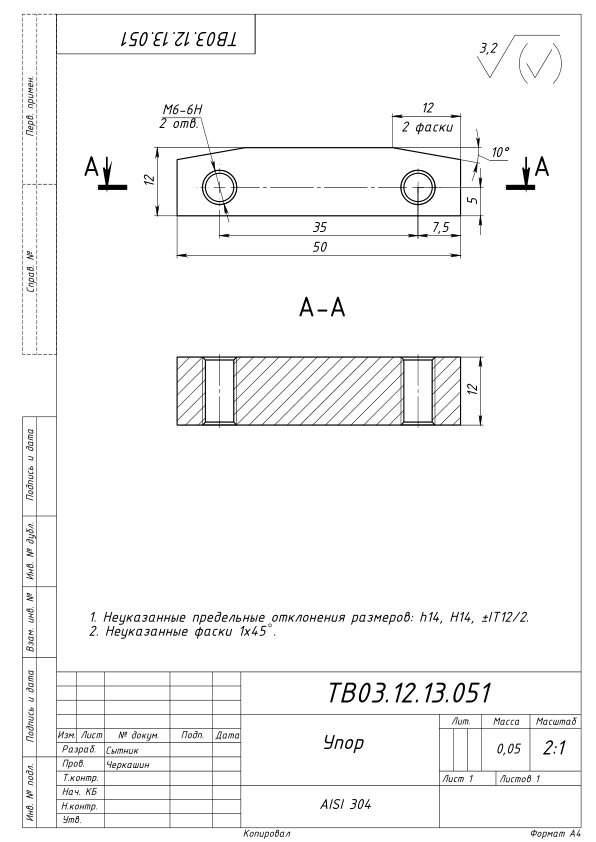 ТВ03.12.13.051
Перв. примен.
Справ. №
Подпись и дата
Инв. № дубл.
Взам. инв. №
Подпись и дата
Инв. № подл.
3,2
М6-6Н
2 отв.
12
2 фаски
10°
А
А
12
5
35
7,5
50
А-А
12
1. Неуказанные предельные отклонения размеров: h14, H14, ±IT12/2.
2. Неуказанные фаски 1х45°.
ТВ03.12.13.051
Изм. Лист № докум. Подп. Дата
Разраб. Сытник
Пров. Черкашин
Т.контр.
Нач. КБ
Н.контр.
Утв.
Упор
Лит. Масса Масштаб
0,05 2:1
Лист 1 Листов 1
AISI 304
Копировал Формат А4